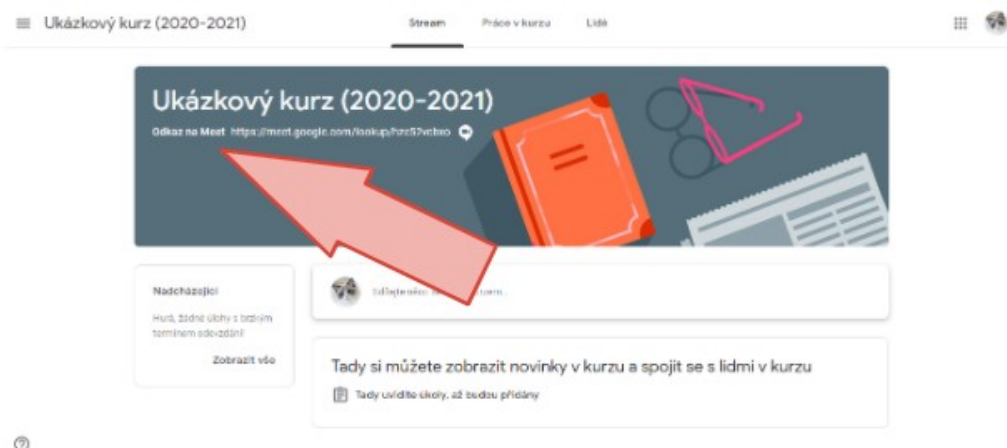 Ukázkový kurz (2020-2021)
Stream Práce v kurzu Lidé
Ukázkový kurz (2020-2021)
Odkaz na Meet https://meet.google.com/lookup/
Nadcházející
Hurá, žádné úlohy s brzkým
termínem odevzdání!
Zobrazit vše
Sdílejte
Tady si můžete zobrazit novinky v kurzu a spojit se s lidmi v kurzu
Tady uvidíte úkoly, až budou přidány